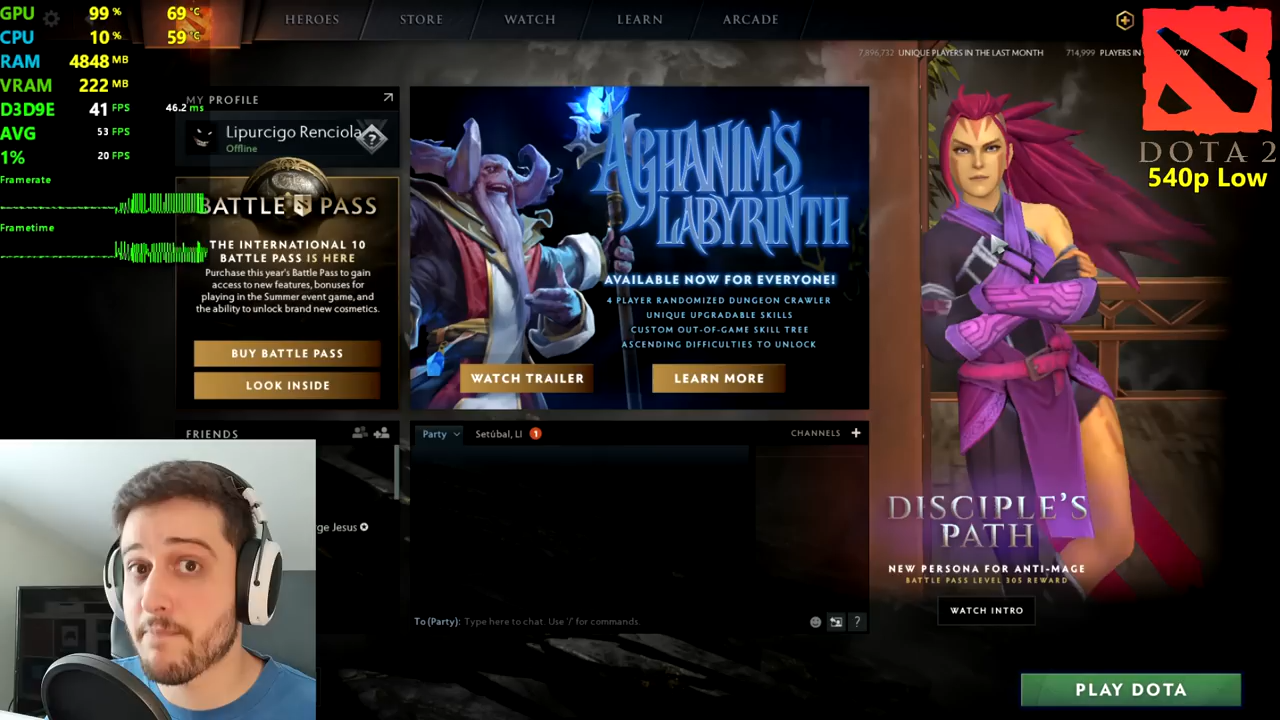 GPU 99 % 69 °C
CPU 10 % 59 °C
RAM 4848 MB
VRAM 222 MB
D3D9E 41 FPS 46.2 ms
AVG 53 FPS
1% 20 FPS
Framerate
Frametime
HEROES STORE WATCH LEARN ARCADE
7,896,732 UNIQUE PLAYERS IN THE LAST MONTH 714,999 PLAYERS IN
DOTA 2
540p Low
MY PROFILE
Lipurcigo Renciola
Offline
BATTLE PASS
THE INTERNATIONAL 10
BATTLE PASS IS HERE
Purchase this year's Battle Pass to gain
access to new features, bonuses for
playing in the Summer event game, and
the ability to unlock brand new cosmetics.
BUY BATTLE PASS
LOOK INSIDE
AGHANIM'S
LABYRINTH
AVAILABLE NOW FOR EVERYONE!
4 PLAYER RANDOMIZED DUNGEON CRAWLER
UNIQUE UPGRADABLE SKILLS
CUSTOM OUT-OF-GAME SKILL TREE
ASCENDING DIFFICULTIES TO UNLOCK
WATCH TRAILER
LEARN MORE
FRIENDS
rge Jesus
Party Setúbal, LI 1 CHANNELS +
To (Party): Type here to chat. Use '/' for commands. ?
DISCIPLE'S
PATH
NEW PERSONA FOR ANTI-MAGE
BATTLE PASS LEVEL 305 REWARD
WATCH INTRO
PLAY DOTA